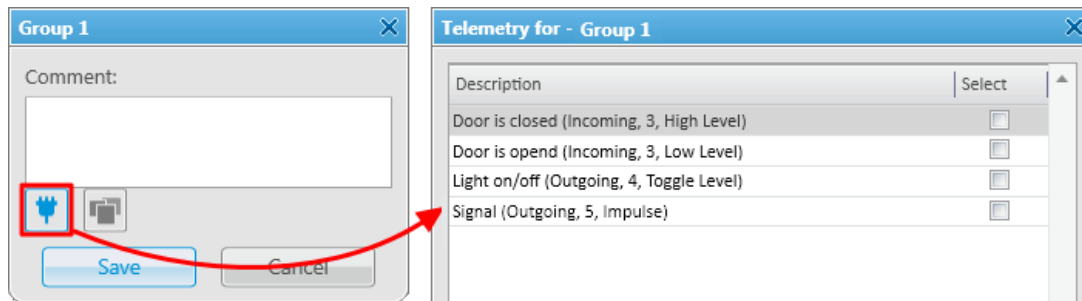 Group 1
Comment:
Save
Cancel
Telemetry for - Group 1
Description Select
Door is closed (Incoming, 3, High Level)
Door is opend (Incoming, 3, Low Level)
Light on/off (Outgoing, 4, Toggle Level)
Signal (Outgoing, 5, Impulse)